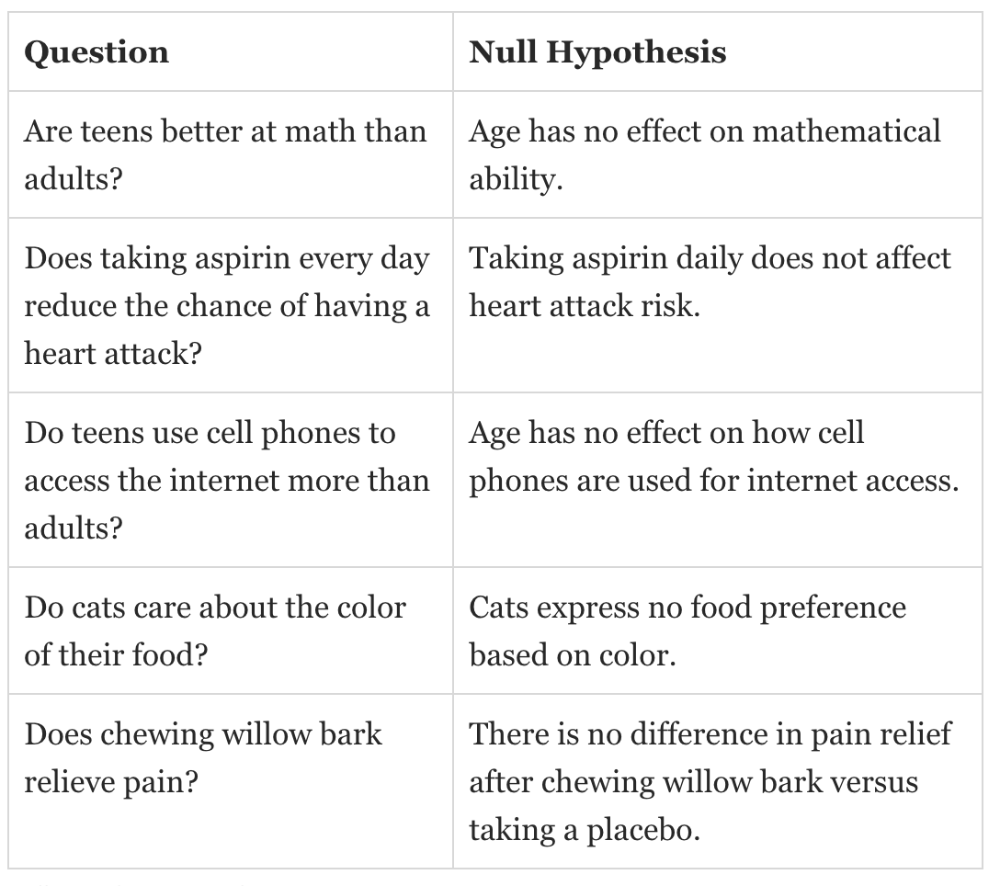 Question
Null Hypothesis
Are teens better at math than
adults?
Age has no effect on mathematical
ability.
Does taking aspirin every day
reduce the chance of having a
heart attack?
Taking aspirin daily does not affect
heart attack risk.
Do teens use cell phones to
access the internet more than
adults?
Age has no effect on how cell
phones are used for internet access.
Do cats care about the color
of their food?
Cats express no food preference
based on color.
Does chewing willow bark
relieve pain?
There is no difference in pain relief
after chewing willow bark versus
taking a placebo.